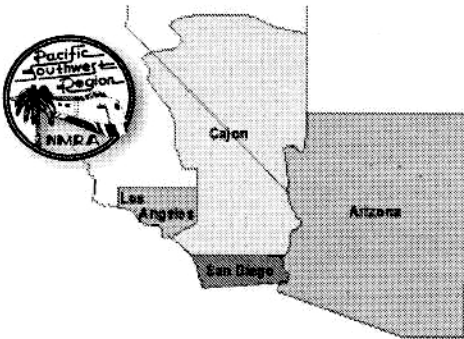 Pacific
Southwest
Region
NMRA
Cajon
Los
Angeles
Arizona
San Diego